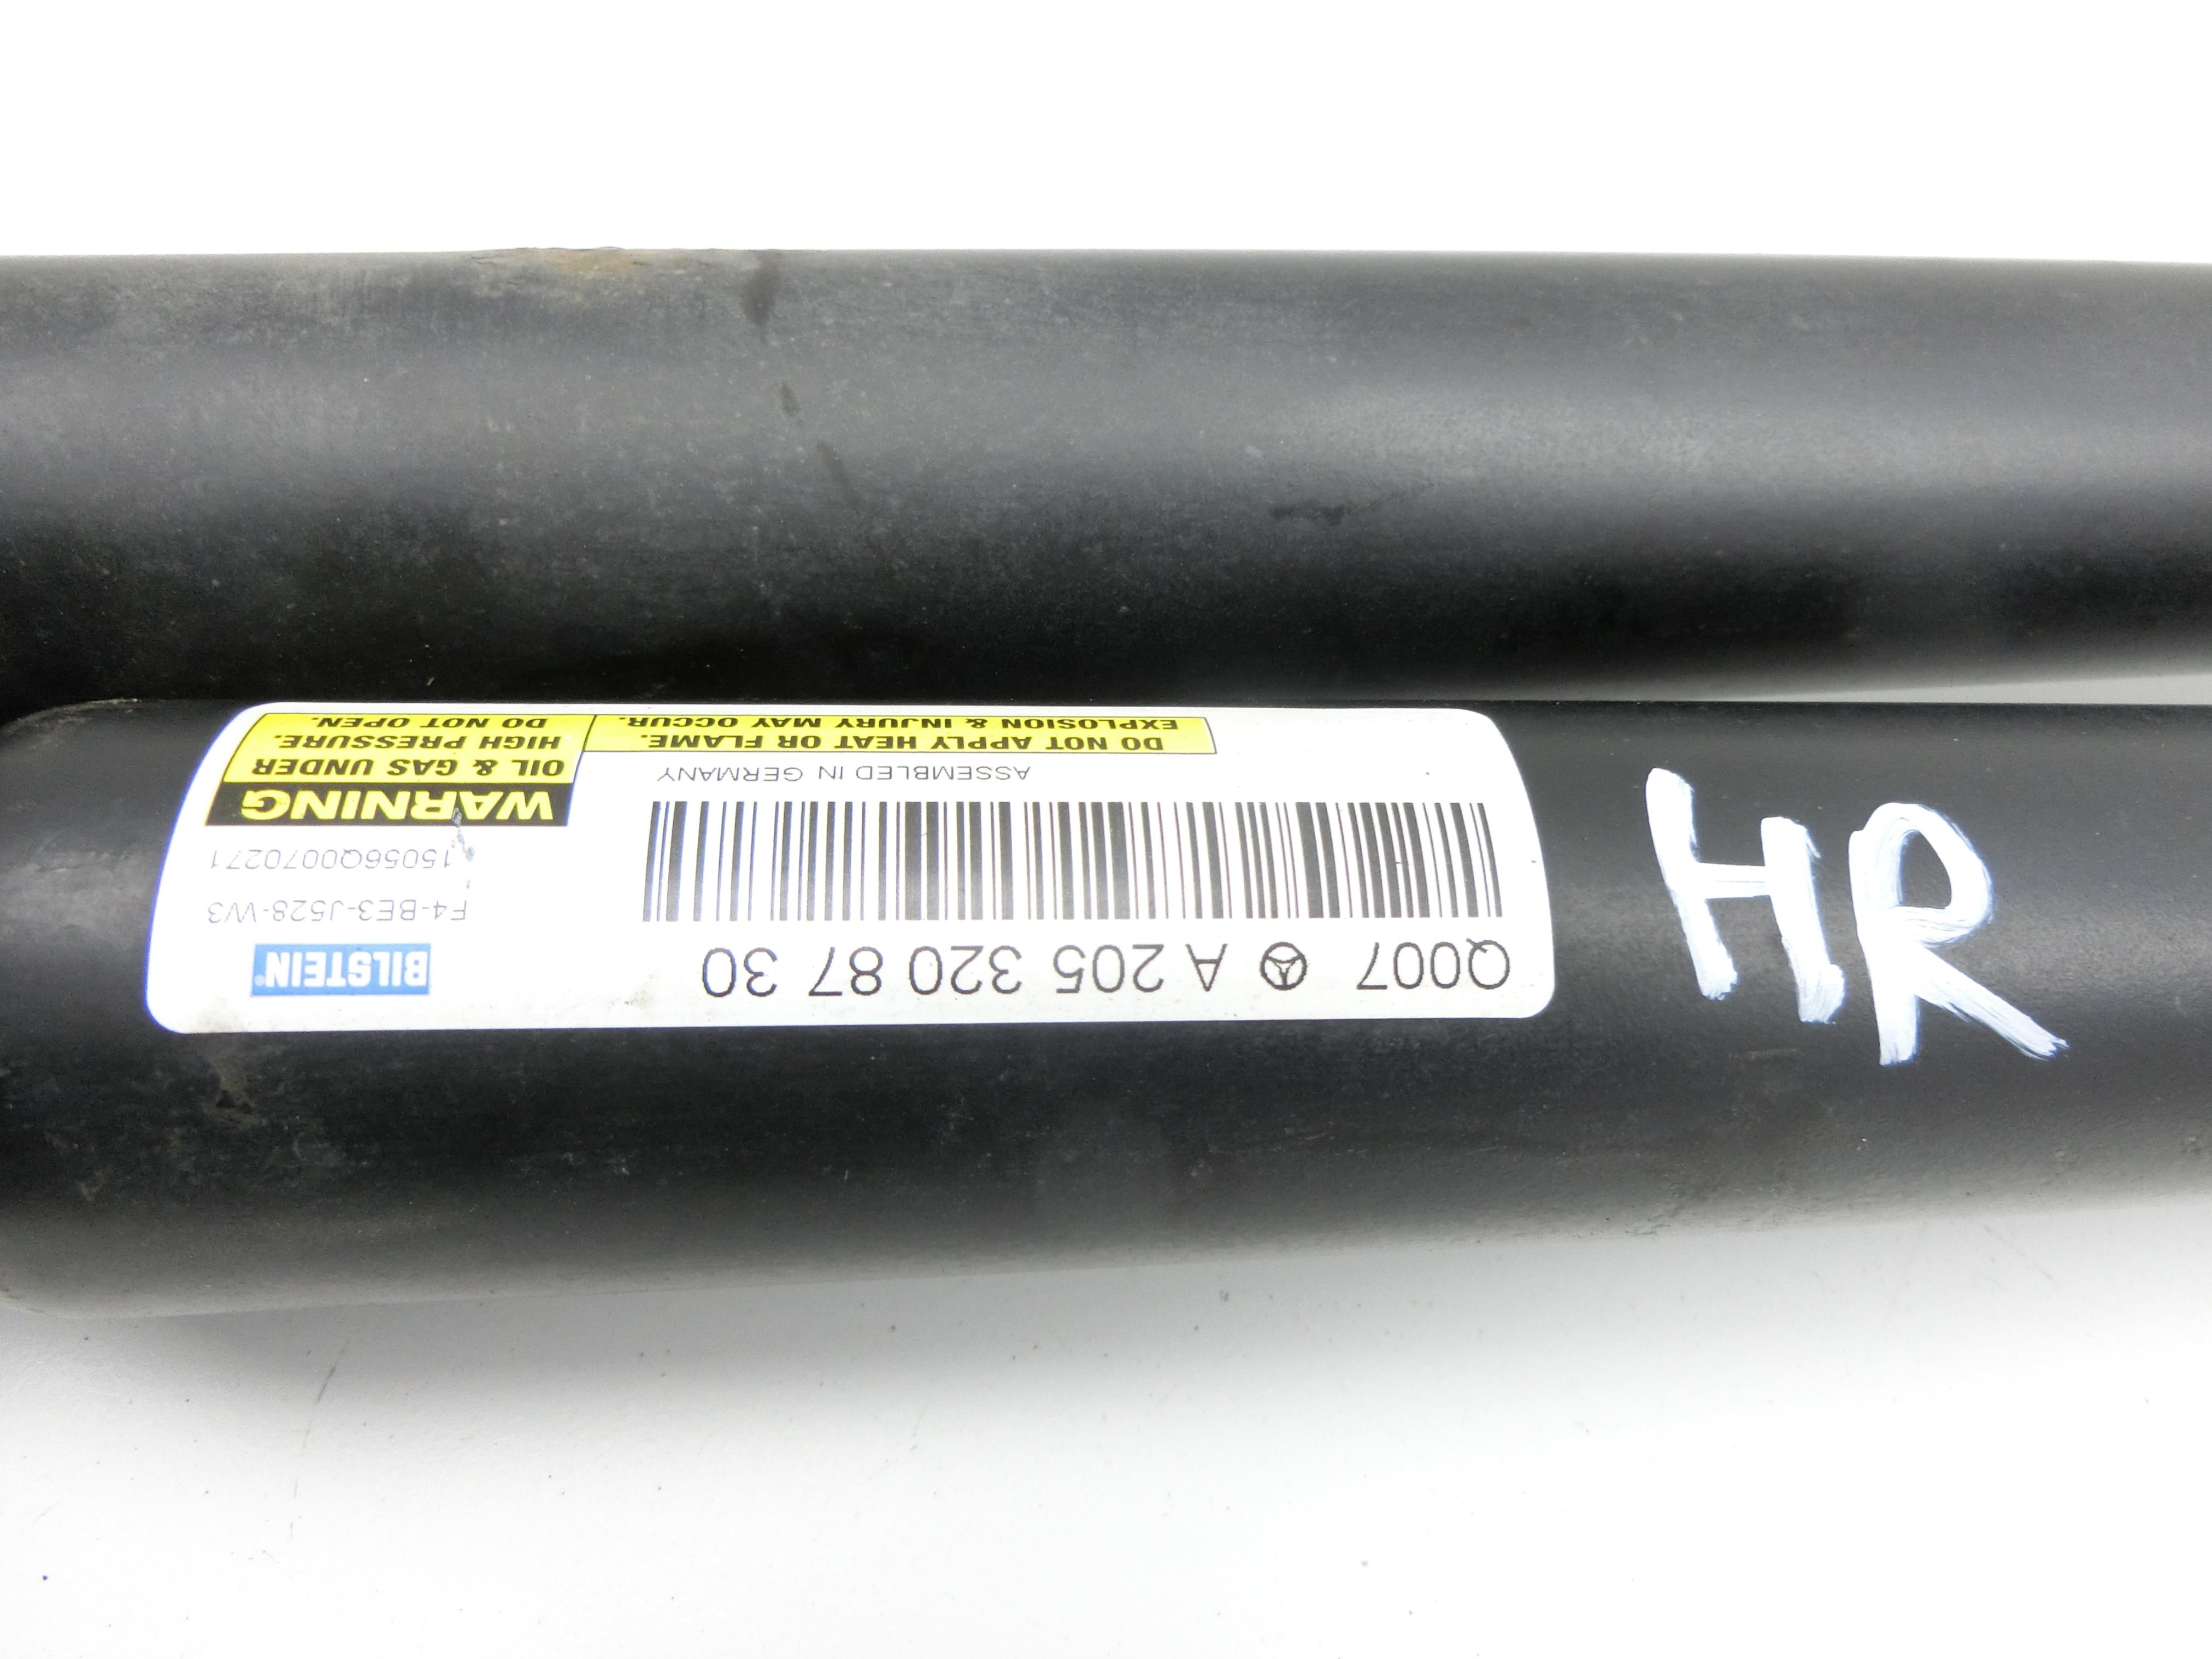 Q007 A 205 320 87 30
BILSTEIN®
F4-BE3-J528-W3
15056Q0070271
ASSEMBLED IN GERMANY
WARNING
OIL & GAS UNDER
HIGH PRESSURE.
DO NOT OPEN.
DO NOT APPLY HEAT OR FLAME.
EXPLOSION & INJURY MAY OCCUR.
HR